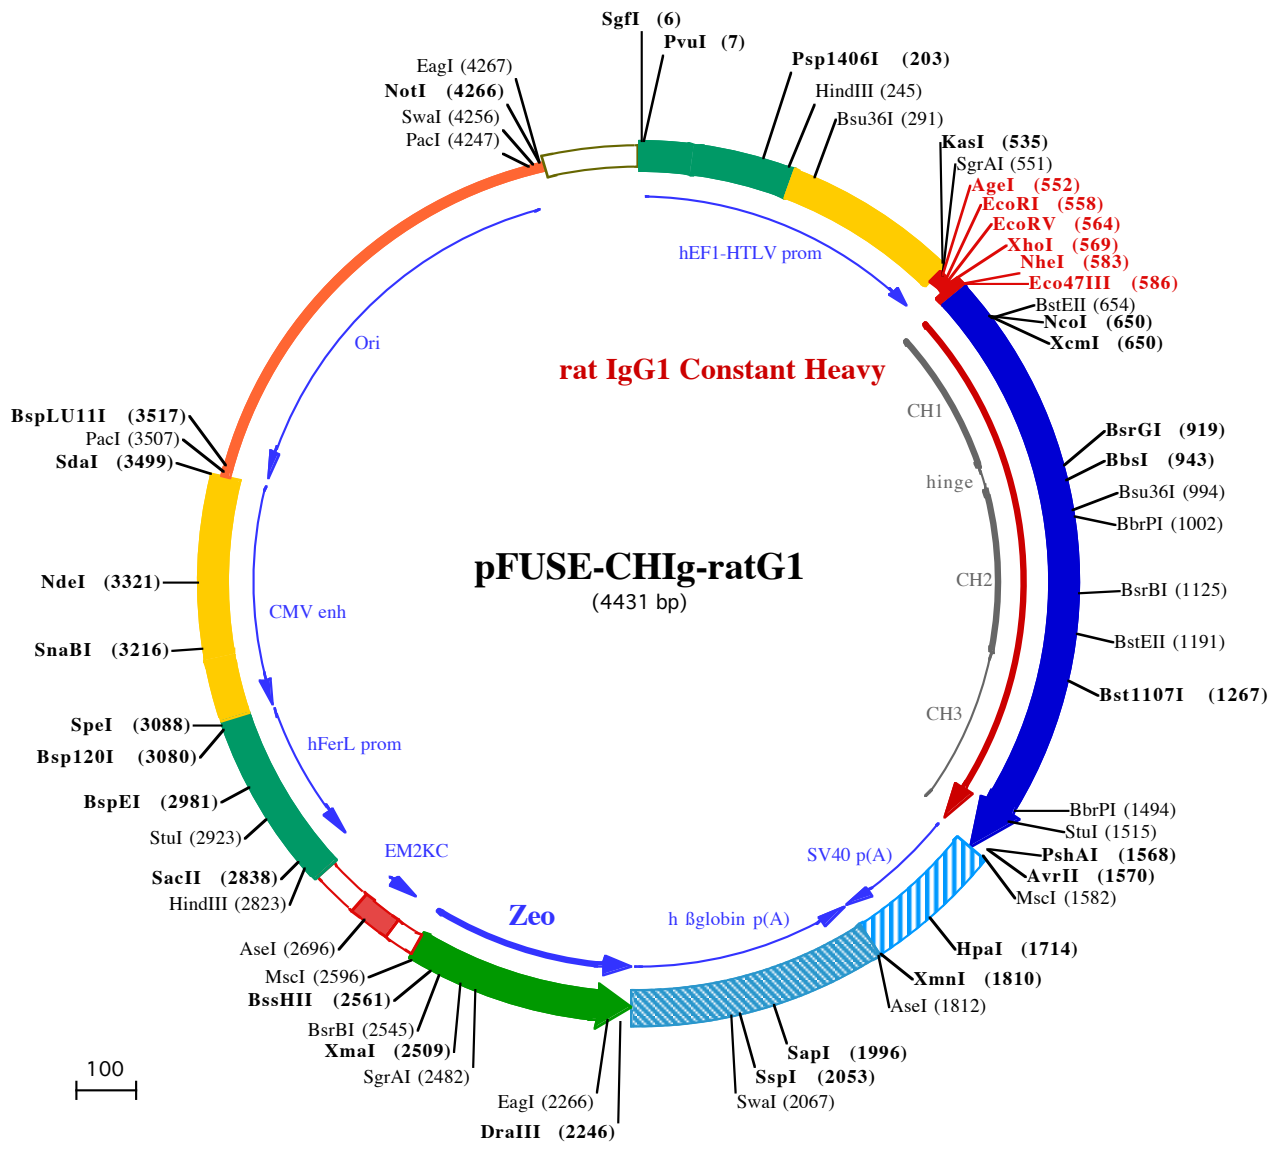 SgfI (6)
PvuI (7)
Psp1406I (203)
HindIII (245)
Bsu36I (291)
KasI (535)
SgrAI (551)
AgeI (552)
EcoRI (558)
EcoRV (564)
XhoI (569)
NheI (583)
Eco47III (586)
BstEII (654)
NcoI (650)
XcmI (650)
BsrGI (919)
BbsI (943)
Bsu36I (994)
BbrPI (1002)
BsrBI (1125)
BstEII (1191)
Bst1107I (1267)
BbrPI (1494)
StuI (1515)
PshAI (1568)
AvrII (1570)
MscI (1582)
HpaI (1714)
XmnI (1810)
AseI (1812)
SapI (1996)
SspI (2053)
SwaI (2067)
DraIII (2246)
EagI (2266)
SgrAI (2482)
XmaI (2509)
BsrBI (2545)
BssHII (2561)
MscI (2596)
AseI (2696)
HindIII (2823)
SacII (2838)
StuI (2923)
BspEI (2981)
Bsp120I (3080)
SpeI (3088)
SnaBI (3216)
NdeI (3321)
SdaI (3499)
PacI (3507)
BspLU11I (3517)
PacI (4247)
SwaI (4256)
NotI (4266)
EagI (4267)
hEF1-HTLV prom
rat IgG1 Constant Heavy
CH1
hinge
CH2
CH3
SV40 p(A)
h ßglobin p(A)
Zeo
EM2KC
hFerL prom
CMV enh
Ori
pFUSE-CHIg-ratG1
(4431 bp)
100